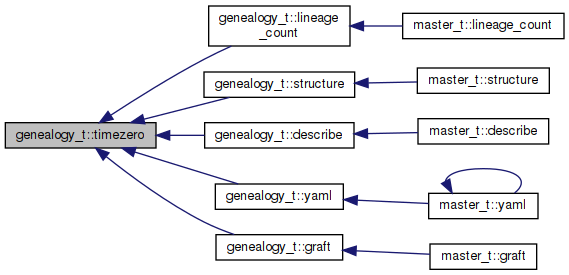 genealogy_t::timezero
genealogy_t::lineage
_count
master_t::lineage_count
genealogy_t::structure
master_t::structure
genealogy_t::describe
master_t::describe
genealogy_t::yaml
master_t::yaml
genealogy_t::graft
master_t::graft